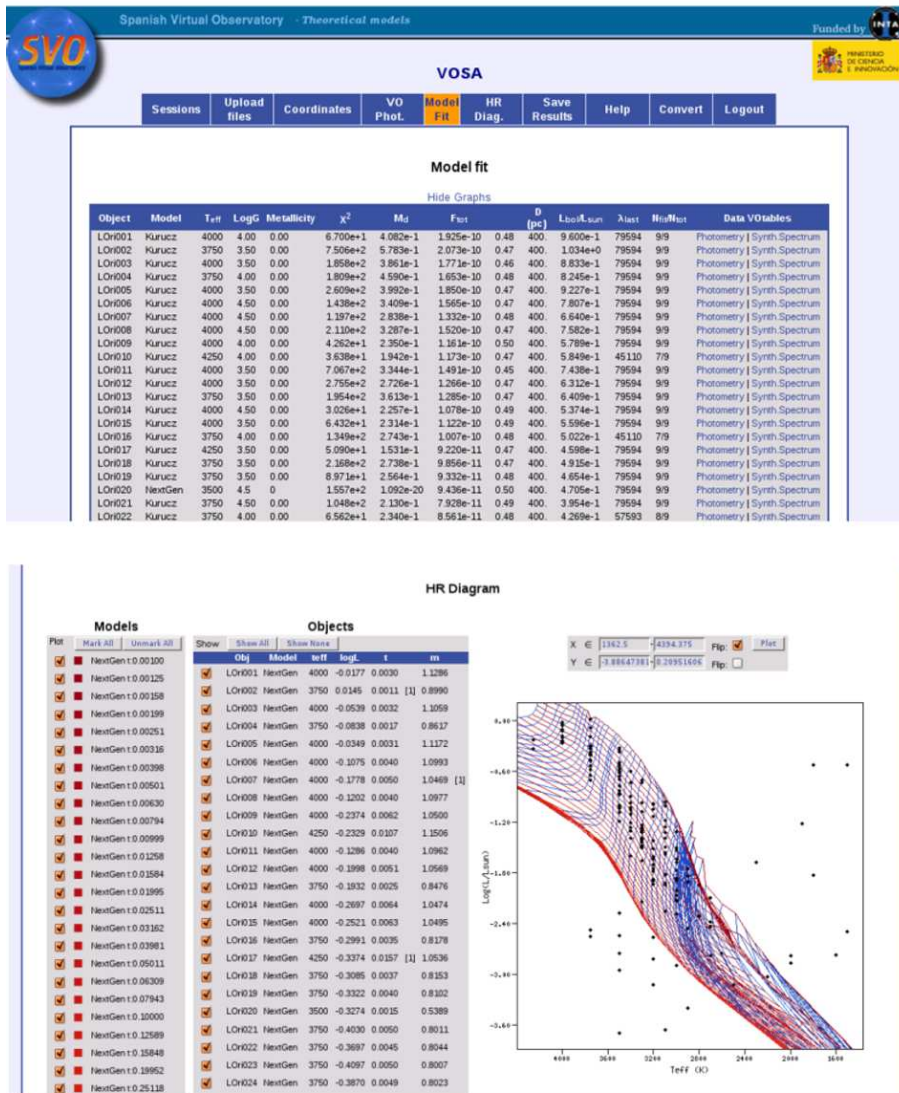 Spanish Virtual Observatory - Theoretical models
Funded by INTA
SVO
MINISTERIO DE CIENCIA E INNOVACIÓN
VOSA
Sessions Upload files Coordinates VO Phot. Model Fit HR Diag. Save Results Help Convert Logout
Model fit
Hide Graphs
Object Model Teff LogG Metallicity χ2 Md Ftot D (pc) Lbol/Lsun λlast Nfit/Ntot Data VOtables
LOri001 Kurucz 4000 4.00 0.00 6.700e+1 4.082e-1 1.925e-10 0.48 400. 9.600e-1 79594 9/9 Photometry | Synth.Spectrum
LOri002 Kurucz 3750 3.50 0.00 7.506e+2 5.783e-1 2.073e-10 0.47 400. 1.034e+0 79594 9/9 Photometry | Synth.Spectrum
LOri003 Kurucz 4000 3.50 0.00 1.858e+2 3.861e-1 1.771e-10 0.46 400. 8.833e-1 79594 9/9 Photometry | Synth.Spectrum
LOri004 Kurucz 3750 4.00 0.00 1.809e+2 4.590e-1 1.653e-10 0.48 400. 8.245e-1 79594 9/9 Photometry | Synth.Spectrum
LOri005 Kurucz 4000 3.50 0.00 2.609e+2 3.992e-1 1.850e-10 0.47 400. 9.227e-1 79594 9/9 Photometry | Synth.Spectrum
LOri006 Kurucz 4000 4.50 0.00 1.438e+2 3.409e-1 1.565e-10 0.47 400. 7.807e-1 79594 9/9 Photometry | Synth.Spectrum
LOri007 Kurucz 4000 4.50 0.00 1.197e+2 2.838e-1 1.332e-10 0.48 400. 6.640e-1 79594 9/9 Photometry | Synth.Spectrum
LOri008 Kurucz 4000 4.50 0.00 2.110e+2 3.287e-1 1.520e-10 0.47 400. 7.582e-1 79594 9/9 Photometry | Synth.Spectrum
LOri009 Kurucz 4000 4.00 0.00 4.262e+1 2.350e-1 1.161e-10 0.50 400. 5.789e-1 79594 9/9 Photometry | Synth.Spectrum
LOri010 Kurucz 4250 4.00 0.00 3.638e+1 1.942e-1 1.173e-10 0.47 400. 5.849e-1 45110 7/9 Photometry | Synth.Spectrum
LOri011 Kurucz 4000 3.50 0.00 7.067e+2 3.344e-1 1.491e-10 0.45 400. 7.438e-1 79594 9/9 Photometry | Synth.Spectrum
LOri012 Kurucz 4000 3.50 0.00 2.755e+2 2.726e-1 1.266e-10 0.47 400. 6.312e-1 79594 9/9 Photometry | Synth.Spectrum
LOri013 Kurucz 3750 3.50 0.00 1.954e+2 3.613e-1 1.285e-10 0.47 400. 6.409e-1 79594 9/9 Photometry | Synth.Spectrum
LOri014 Kurucz 4000 4.50 0.00 3.026e+1 2.257e-1 1.078e-10 0.49 400. 5.374e-1 79594 9/9 Photometry | Synth.Spectrum
LOri015 Kurucz 4000 3.50 0.00 6.432e+1 2.314e-1 1.122e-10 0.49 400. 5.596e-1 79594 9/9 Photometry | Synth.Spectrum
LOri016 Kurucz 3750 4.00 0.00 1.349e+2 2.743e-1 1.007e-10 0.48 400. 5.022e-1 45110 7/9 Photometry | Synth.Spectrum
LOri017 Kurucz 4250 3.50 0.00 5.090e+1 1.531e-1 9.220e-11 0.47 400. 4.598e-1 79594 9/9 Photometry | Synth.Spectrum
LOri018 Kurucz 3750 3.50 0.00 2.168e+2 2.738e-1 9.856e-11 0.47 400. 4.915e-1 79594 9/9 Photometry | Synth.Spectrum
LOri019 Kurucz 3750 3.50 0.00 8.971e+1 2.564e-1 9.332e-11 0.48 400. 4.654e-1 79594 9/9 Photometry | Synth.Spectrum
LOri020 NextGen 3500 4.5 0 1.557e+2 1.092e-20 9.436e-11 0.50 400. 4.705e-1 79594 9/9 Photometry | Synth.Spectrum
LOri021 Kurucz 3750 4.50 0.00 1.048e+2 2.130e-1 7.928e-11 0.49 400. 3.954e-1 79594 9/9 Photometry | Synth.Spectrum
LOri022 Kurucz 3750 4.00 0.00 6.562e+1 2.340e-1 8.561e-11 0.48 400. 4.269e-1 57593 8/9 Photometry | Synth.Spectrum
HR Diagram
Models Objects
Plot Mark All Unmark All Show Show All Show None
X ∈ 1362.5 -4394.375 Flip: Plot
Y ∈ -3.88647381 -0.20951606 Flip:
Obj Model teff logL t m
NextGen t:0.00100 LOri001 NextGen 4000 -0.0177 0.0030 1.1286
NextGen t:0.00125 LOri002 NextGen 3750 0.0145 0.0011 [1] 0.8990
NextGen t:0.00158 LOri003 NextGen 4000 -0.0539 0.0032 1.1059
NextGen t:0.00199 LOri004 NextGen 3750 -0.0838 0.0017 0.8617
NextGen t:0.00251 LOri005 NextGen 4000 -0.0349 0.0031 1.1172
NextGen t:0.00316 LOri006 NextGen 4000 -0.1075 0.0040 1.0993
NextGen t:0.00398 LOri007 NextGen 4000 -0.1778 0.0050 1.0469 [1]
NextGen t:0.00501 LOri008 NextGen 4000 -0.1202 0.0040 1.0977
NextGen t:0.00630 LOri009 NextGen 4000 -0.2374 0.0062 1.0500
NextGen t:0.00794 LOri010 NextGen 4250 -0.2329 0.0107 1.1506
NextGen t:0.00999 LOri011 NextGen 4000 -0.1286 0.0040 1.0962
NextGen t:0.01258 LOri012 NextGen 4000 -0.1998 0.0051 1.0569
NextGen t:0.01584 LOri013 NextGen 3750 -0.1932 0.0025 0.8476
NextGen t:0.01995 LOri014 NextGen 4000 -0.2697 0.0064 1.0474
NextGen t:0.02511 LOri015 NextGen 4000 -0.2521 0.0063 1.0495
NextGen t:0.03162 LOri016 NextGen 3750 -0.2991 0.0035 0.8178
NextGen t:0.03981 LOri017 NextGen 4250 -0.3374 0.0157 [1] 1.0536
NextGen t:0.05011 LOri018 NextGen 3750 -0.3085 0.0037 0.8153
NextGen t:0.06309 LOri019 NextGen 3750 -0.3322 0.0040 0.8102
NextGen t:0.07943 LOri020 NextGen 3500 -0.3274 0.0015 0.5389
NextGen t:0.10000 LOri021 NextGen 3750 -0.4030 0.0050 0.8011
NextGen t:0.12589 LOri022 NextGen 3750 -0.3697 0.0045 0.8044
NextGen t:0.15848 LOri023 NextGen 3750 -0.4097 0.0050 0.8007
NextGen t:0.19952 LOri024 NextGen 3750 -0.3870 0.0049 0.8023
NextGen t:0.25118
Log(L/Lsun)
0.00
-0.60
-1.20
-1.80
-2.40
-3.00
-3.60
4000 3600 3200 2800 2400 2000 1600
Teff (K)